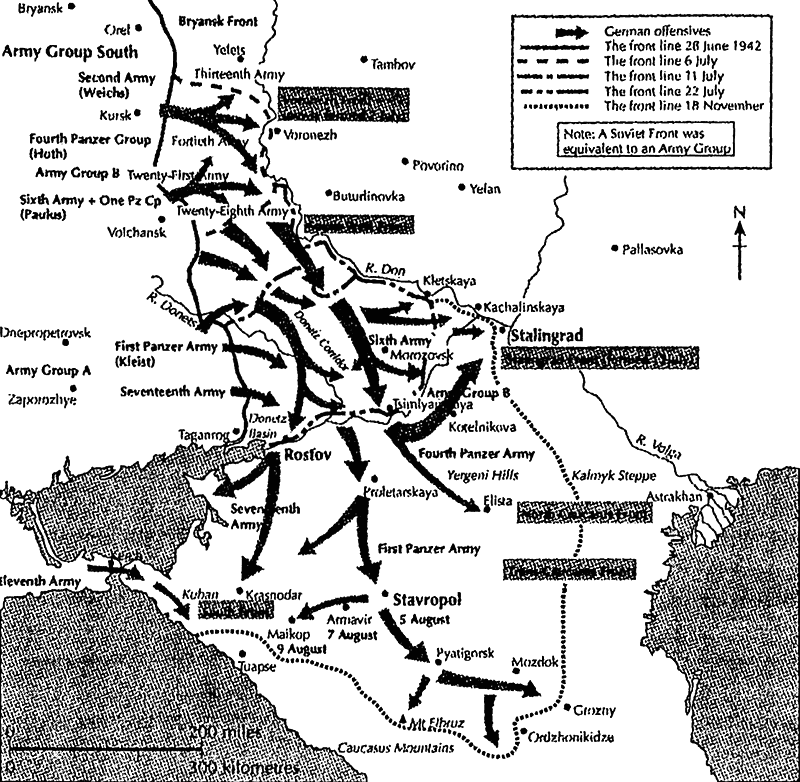 Bryansk
Bryansk Front
Orel
Army Group South
Yelets
Tambov
Second Army
(Weichs)
Thirteenth Army
Kursk
Fortieth Army
Voronezh
Fourth Panzer Group
(Hoth)
Army Group B
Twenty-First Army
Povorino
Sixth Army + One Pz Cp
(Paulus)
Buturlinovka
Yelan
Twenty-Eighth Army
Volchansk
German offensives
The front line 28 June 1942
The front line 6 July
The front line 11 July
The front line 22 July
The front line 18 November
Note: A Soviet Front was
equivalent to an Army Group
N
Pallasovka
R. Don
Kletskaya
R. Donets
Kachalinskaya
Donetz Corridor
Stalingrad
Dnepropetrovsk
First Panzer Army
(Kleist)
Sixth Army
Morozovsk
Army Group A
Zaporozhye
Seventeenth Army
Army Group B
Tsimlyanskaya
Kotelnikova
Donetz
Basin
Taganrog
Rostov
Fourth Panzer Army
R. Volga
Yergeni Hills
Kalmyk Steppe
Proletarskaya
Elista
Astrakhan
Seventeenth
Army
First Panzer Army
Kerch
Eleventh Army
Kuban
Krasnodar
Stavropol
5 August
Armavir
7 August
Maikop
9 August
Tuapse
Pyatigorsk
Mozdok
Mt Elbruz
Grozny
Ordzhonikidze
Caucasus Mountains
0 200 miles
0 300 kilometres